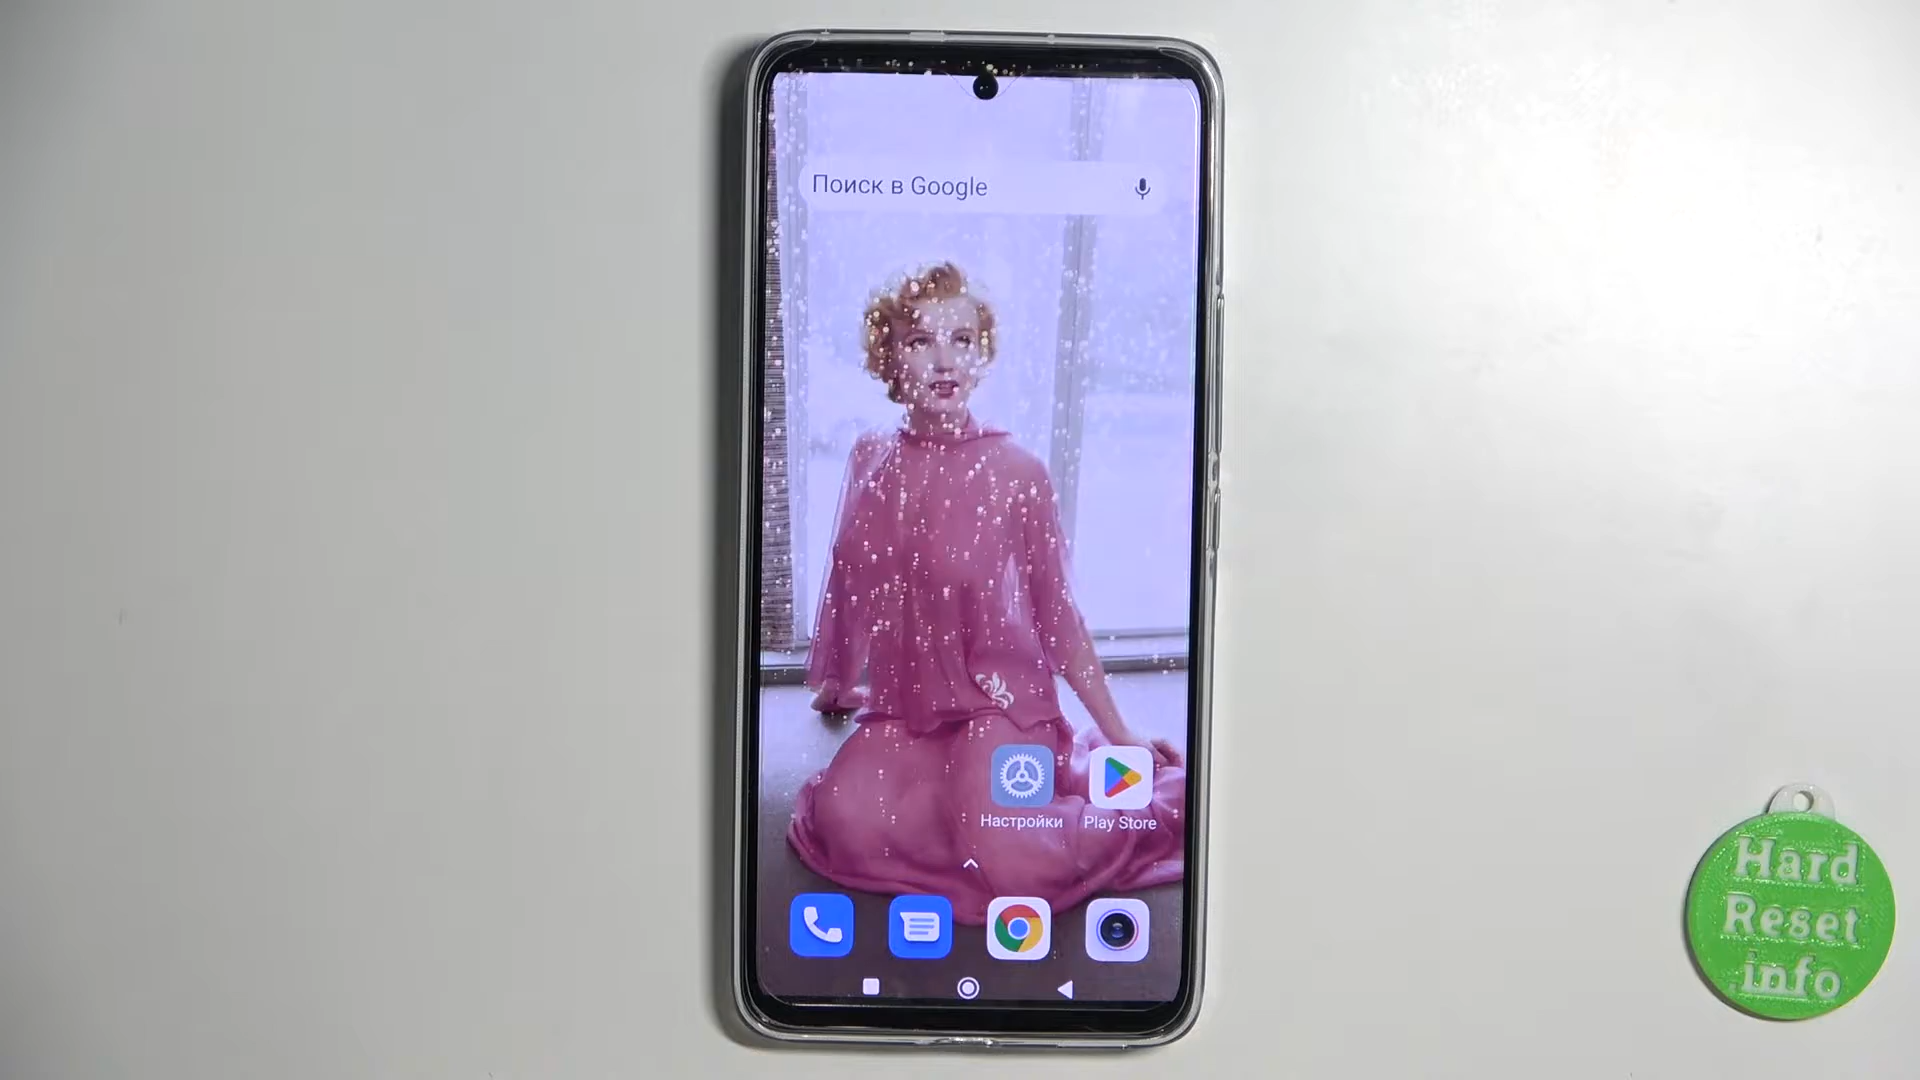 Поиск в Google
Настройки
Play Store
Hard
Reset
.info